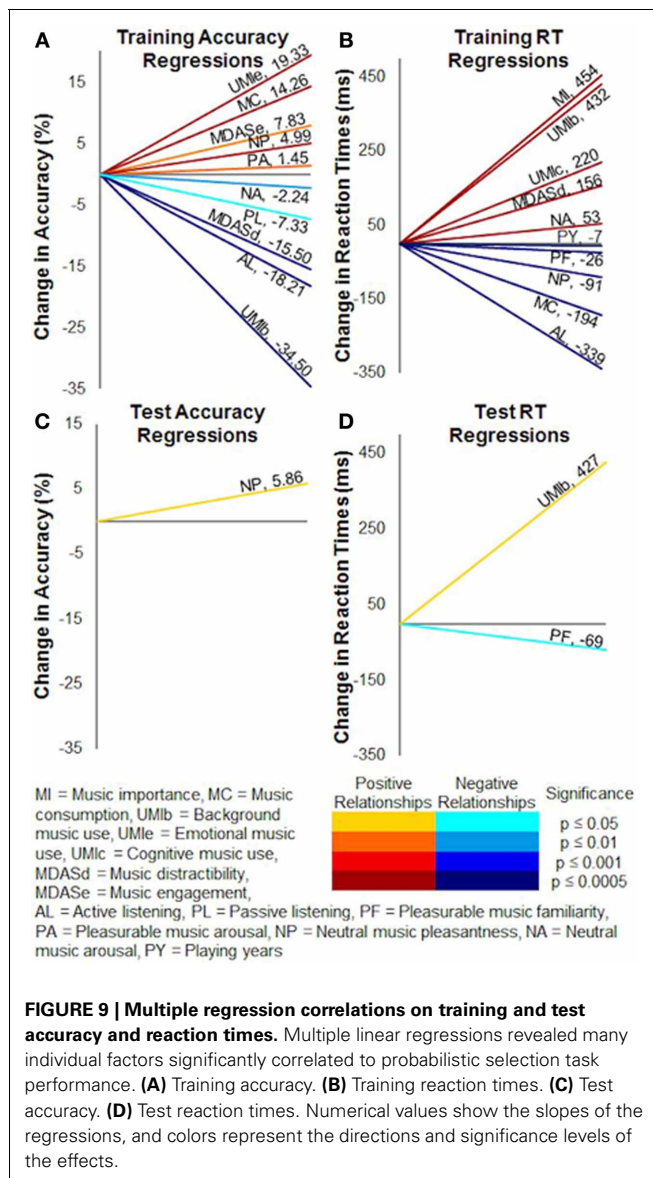 A
Training Accuracy
Regressions
Change in Accuracy (%)
15
5
-5
-15
-25
-35
UMIe, 19.33
MC, 14.26
MDASe, 7.83
NP, 4.99
PA, 1.45
NA, -2.24
PL, -7.33
MDASd, -15.50
AL, -18.21
UMIb, -34.50
B
Training RT
Regressions
Change in Reaction Times (ms)
450
250
50
-150
-350
MI, 454
UMIb, 432
UMIc, 220
MDASd, 156
NA, 53
PY, -7
PF, -26
NP, -91
MC, -194
AL, -339
C
Test Accuracy
Regressions
Change in Accuracy (%)
15
5
-5
-15
-25
-35
NP, 5.86
D
Test RT
Regressions
Change in Reaction Times (ms)
450
250
50
-150
-350
UMIb, 427
PF, -69
MI = Music importance, MC = Music
consumption, UMIb = Background
music use, UMIe = Emotional music
use, UMIc = Cognitive music use,
MDASd = Music distractibility,
MDASe = Music engagement,
AL = Active listening, PL = Passive listening, PF = Pleasurable music familiarity,
PA = Pleasurable music arousal, NP = Neutral music pleasantness, NA = Neutral
music arousal, PY = Playing years
Positive Relationships
Negative Relationships
Significance
p ≤ 0.05
p ≤ 0.01
p ≤ 0.001
p ≤ 0.0005
FIGURE 9 | Multiple regression correlations on training and test
accuracy and reaction times. Multiple linear regressions revealed many
individual factors significantly correlated to probabilistic selection task
performance. (A) Training accuracy. (B) Training reaction times. (C) Test
accuracy. (D) Test reaction times. Numerical values show the slopes of the
regressions, and colors represent the directions and significance levels of
the effects.